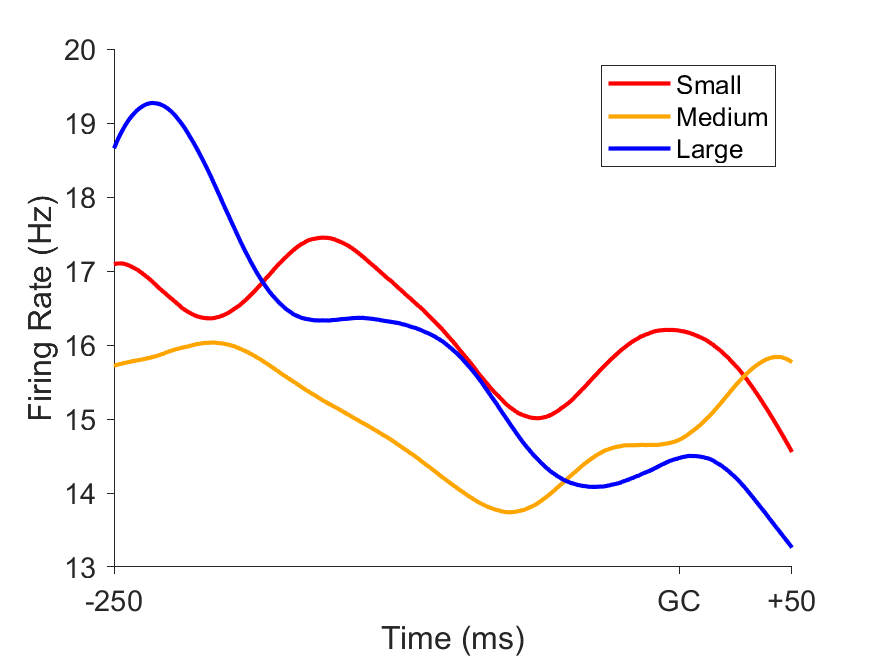 20
19
18
17
16
15
14
13
Firing Rate (Hz)
Small
Medium
Large
-250
GC
+50
Time (ms)